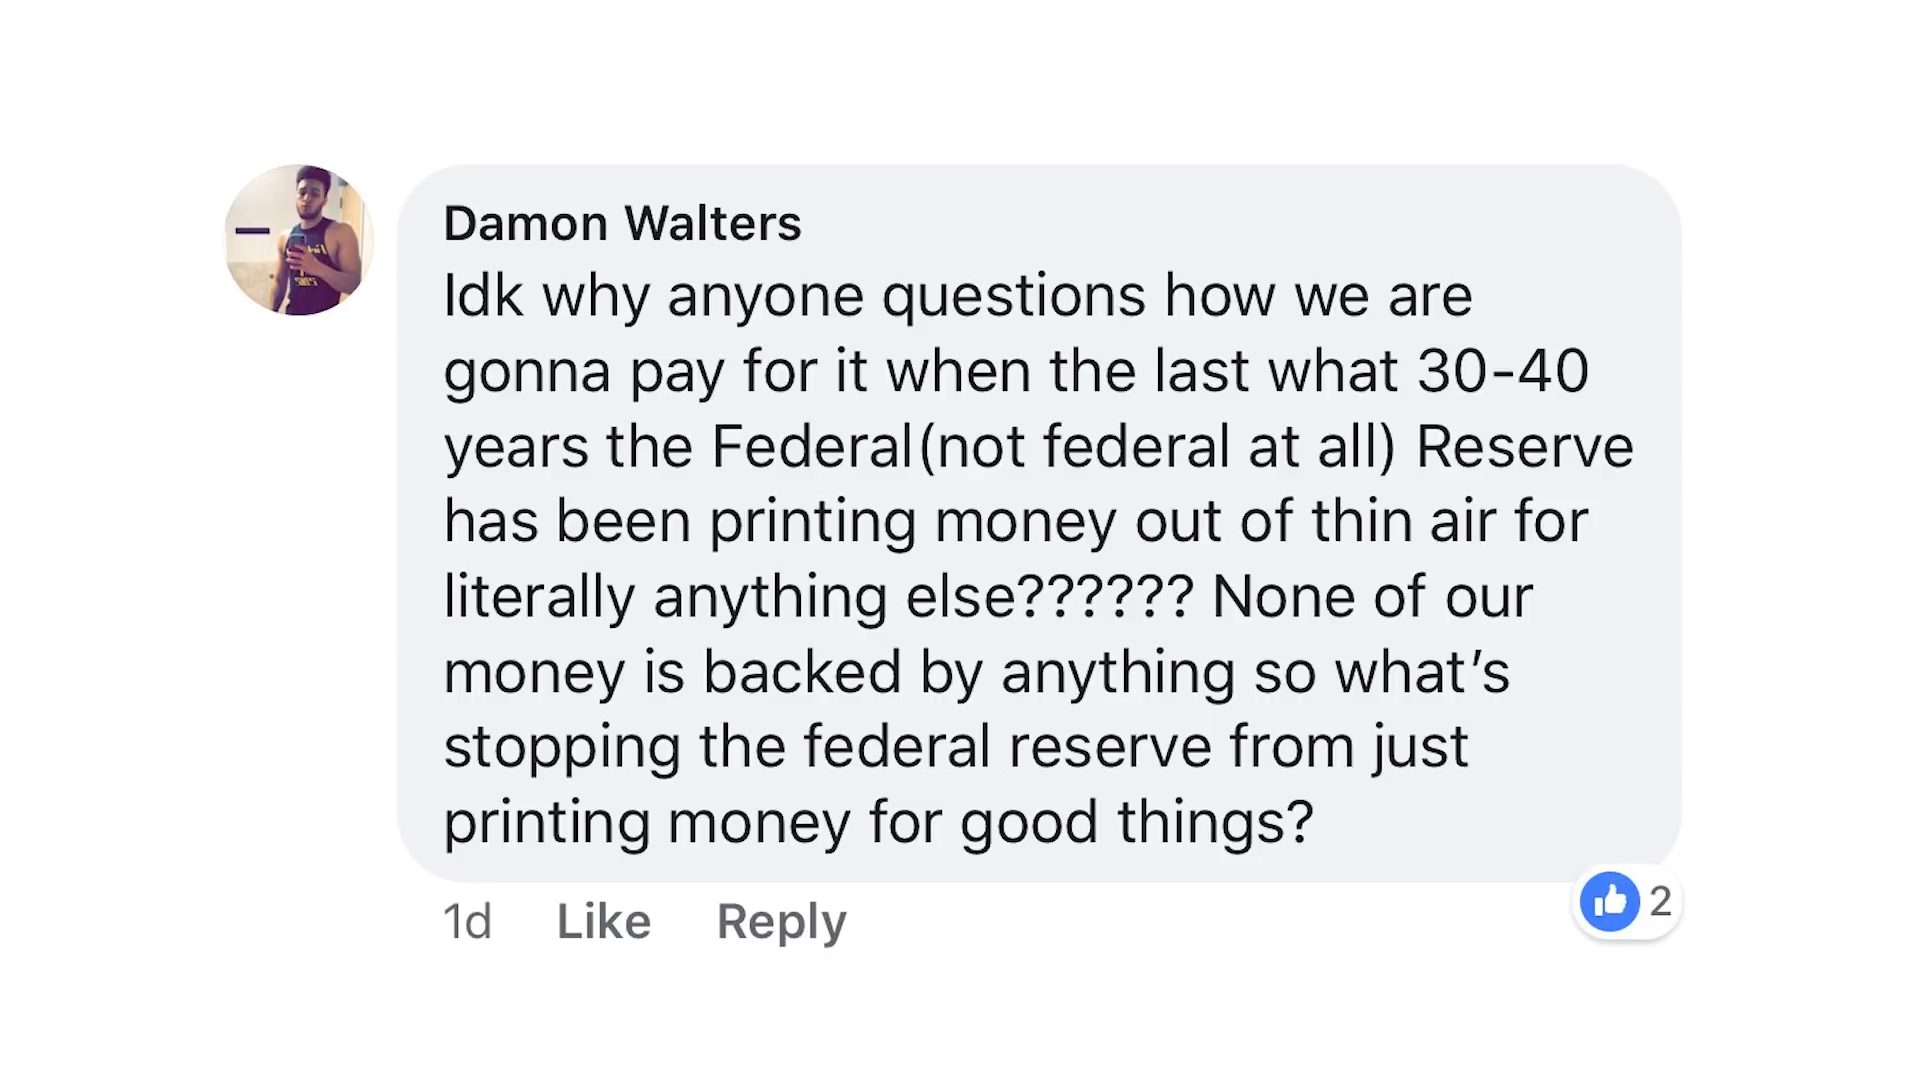 Damon Walters
Idk why anyone questions how we are
gonna pay for it when the last what 30-40
years the Federal(not federal at all) Reserve
has been printing money out of thin air for
literally anything else?????? None of our
money is backed by anything so what's
stopping the federal reserve from just
printing money for good things?
1d Like Reply
2